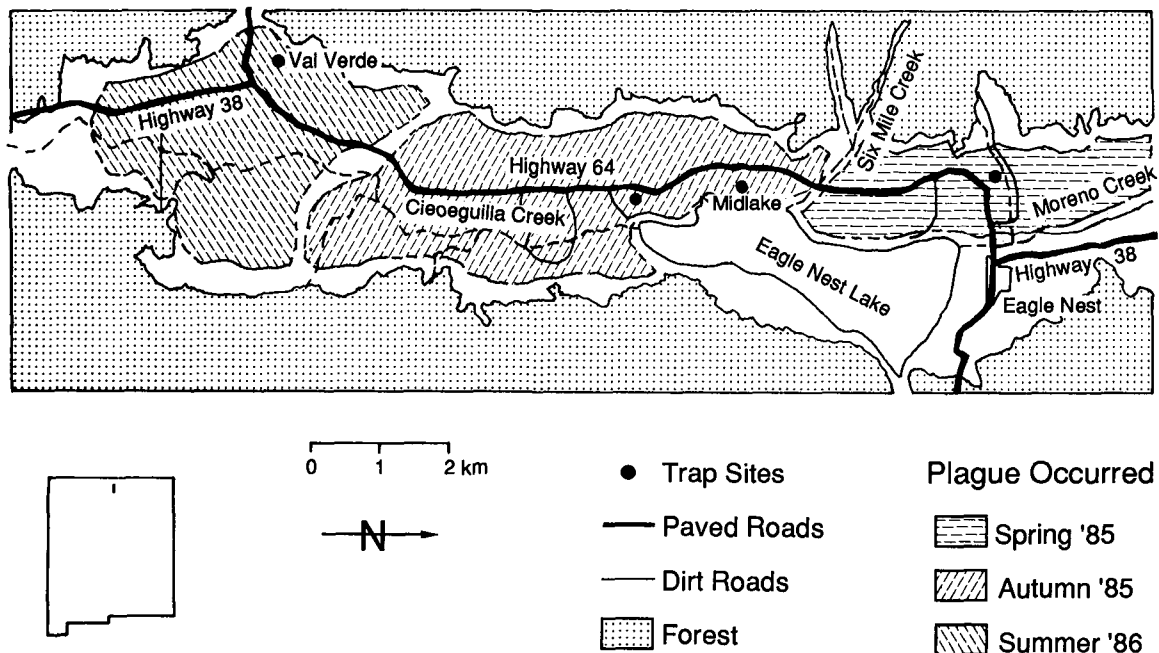 Val Verde
Highway 38
Six Mile Creek
Highway 64
Midlake
Moreno Creek
Cieoeguilla Creek
Eagle Nest Lake
Highway 38
Eagle Nest
0 1 2 km
N
Trap Sites
Paved Roads
Dirt Roads
Forest
Plague Occurred
Spring '85
Autumn '85
Summer '86